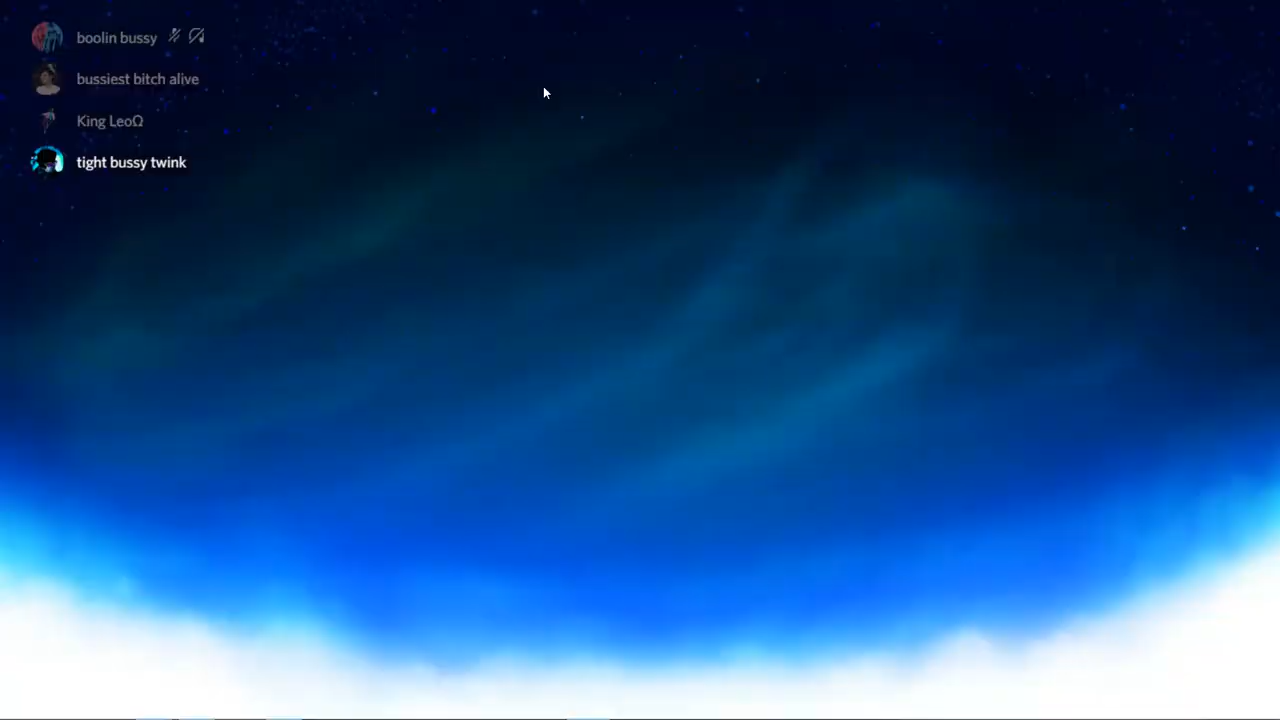 boolin bussy
bussiest bitch alive
King LeoΩ
tight bussy twink